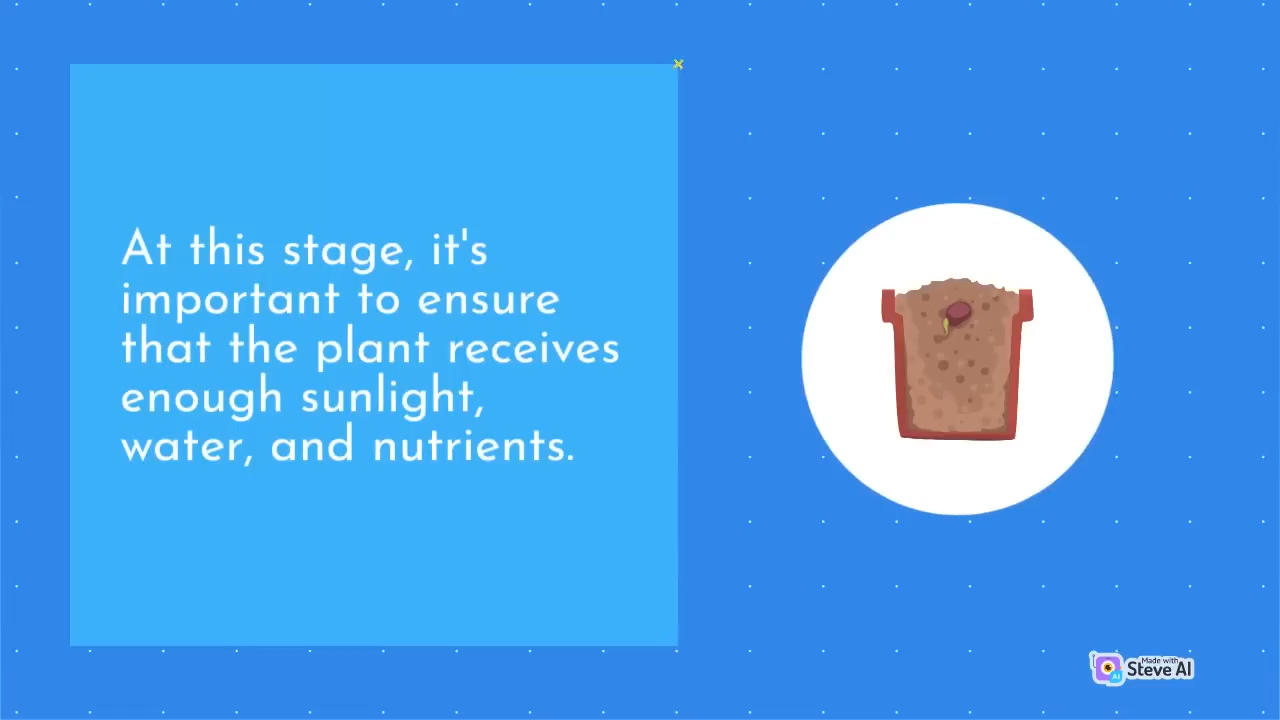 At this stage, it's
important to ensure
that the plant receives
enough sunlight,
water, and nutrients.
Made with
Steve AI
AI